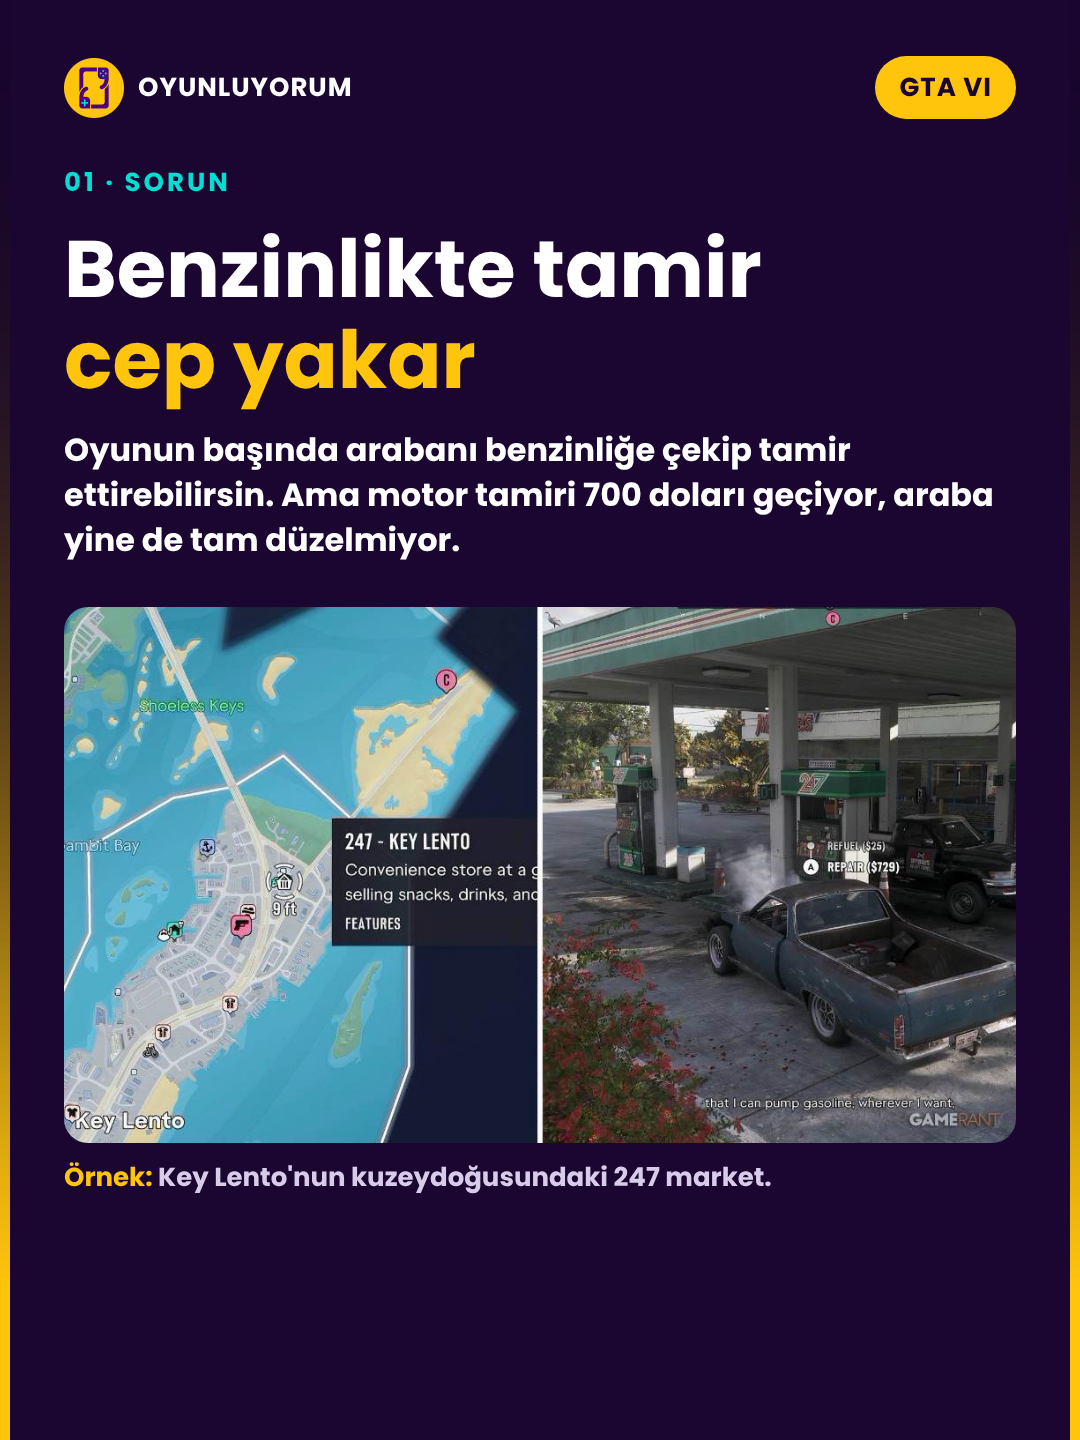 OYUNLUYORUM
GTA VI
01 · SORUN
Benzinlikte tamir
cep yakar
Oyunun başında arabanı benzinliğe çekip tamir
ettirebilirsin. Ama motor tamiri 700 doları geçiyor, araba
yine de tam düzelmiyor.
C
Shoeless Keys
ambit Bay
247 - KEY LENTO
Convenience store at a g
selling snacks, drinks, and
FEATURES
9 ft
Key Lento
C
E
247
247
REFUEL ($25)
A REPAIR ($729)
VAPID
that I can pump gasoline, wherever I want.
GAMERANT
Örnek: Key Lento'nun kuzeydoğusundaki 247 market.